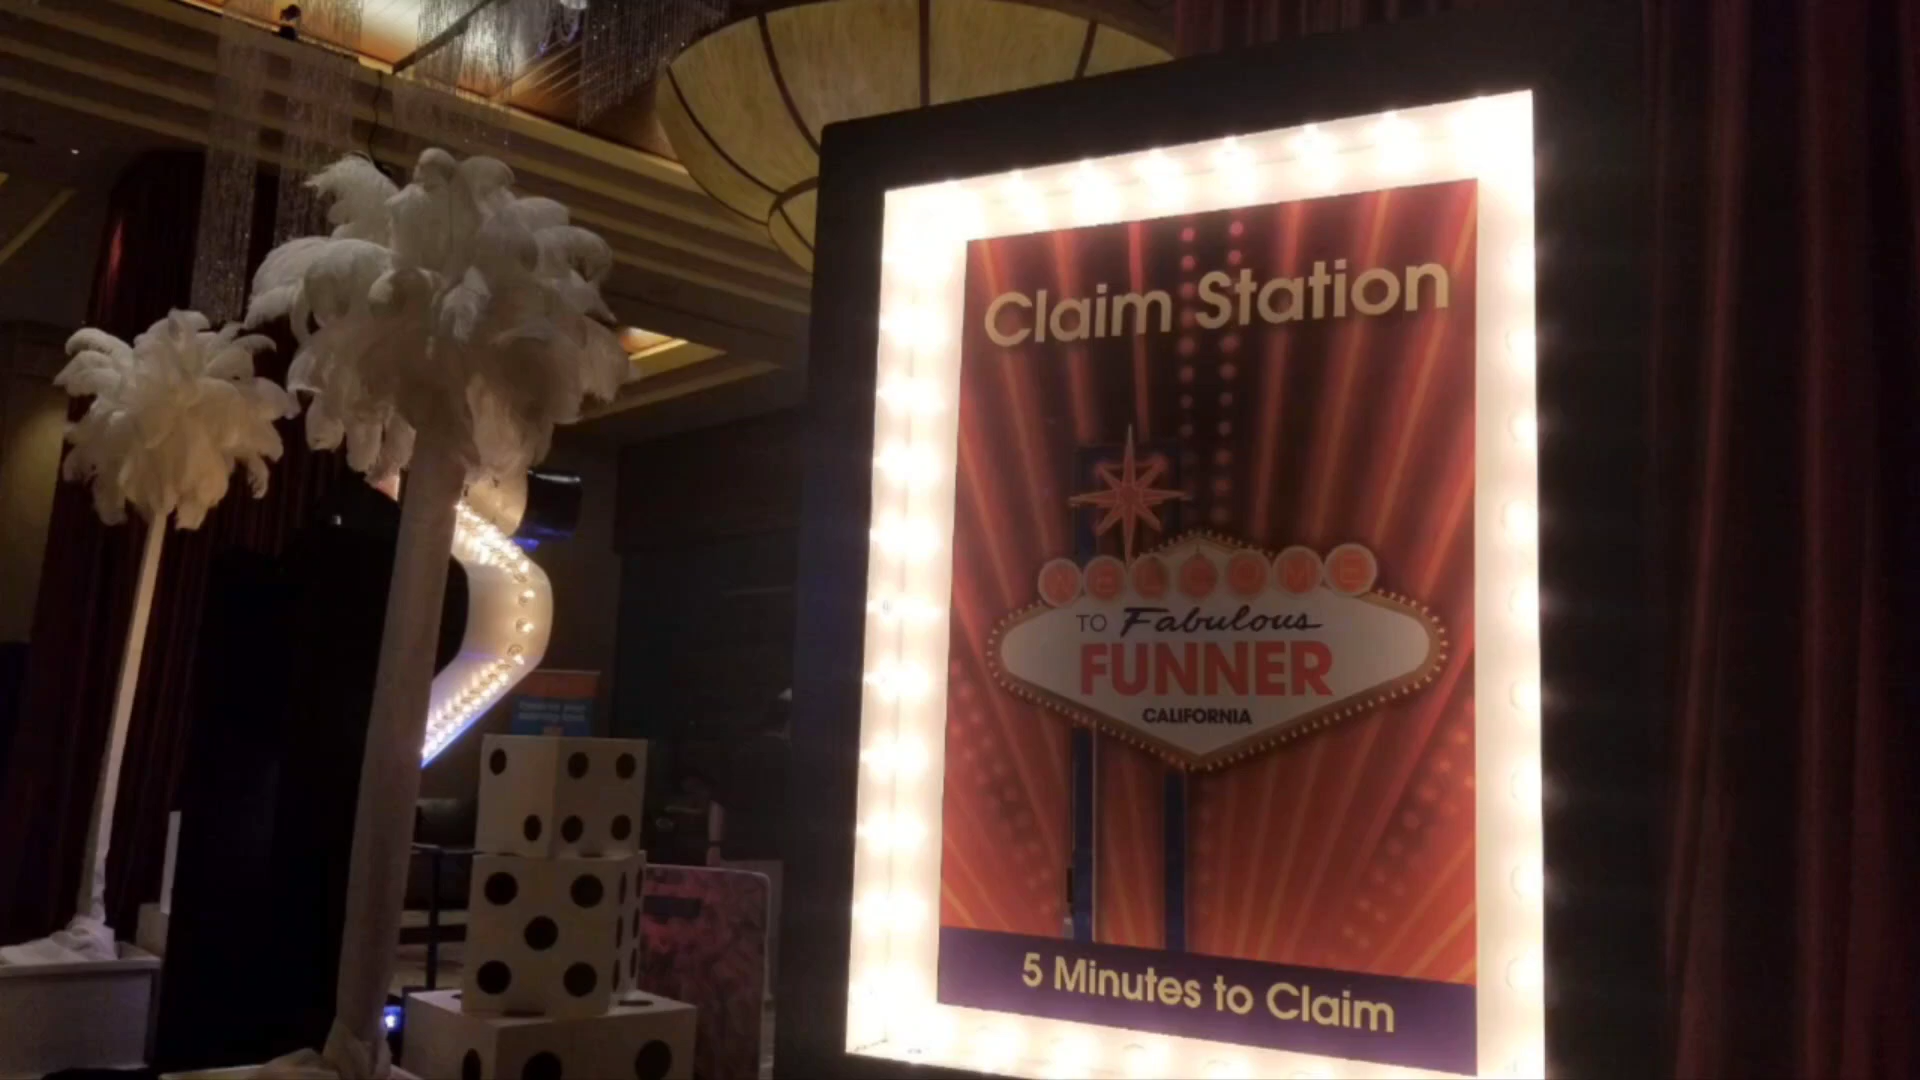 Claim Station
WELCOME
TO Fabulous
FUNNER
CALIFORNIA
5 Minutes to Claim